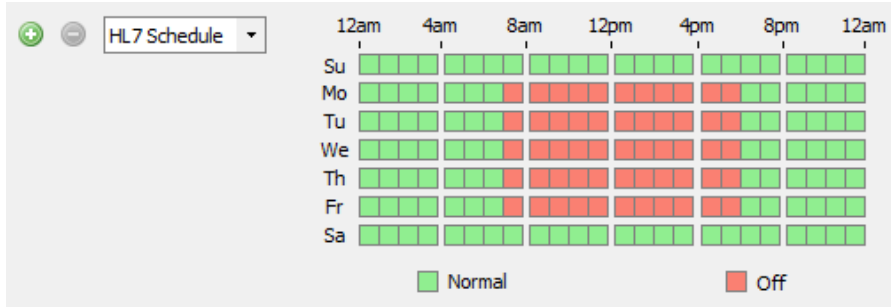 HL7 Schedule
12am 4am 8am 12pm 4pm 8pm 12am
Su
Mo
Tu
We
Th
Fr
Sa
Normal Off